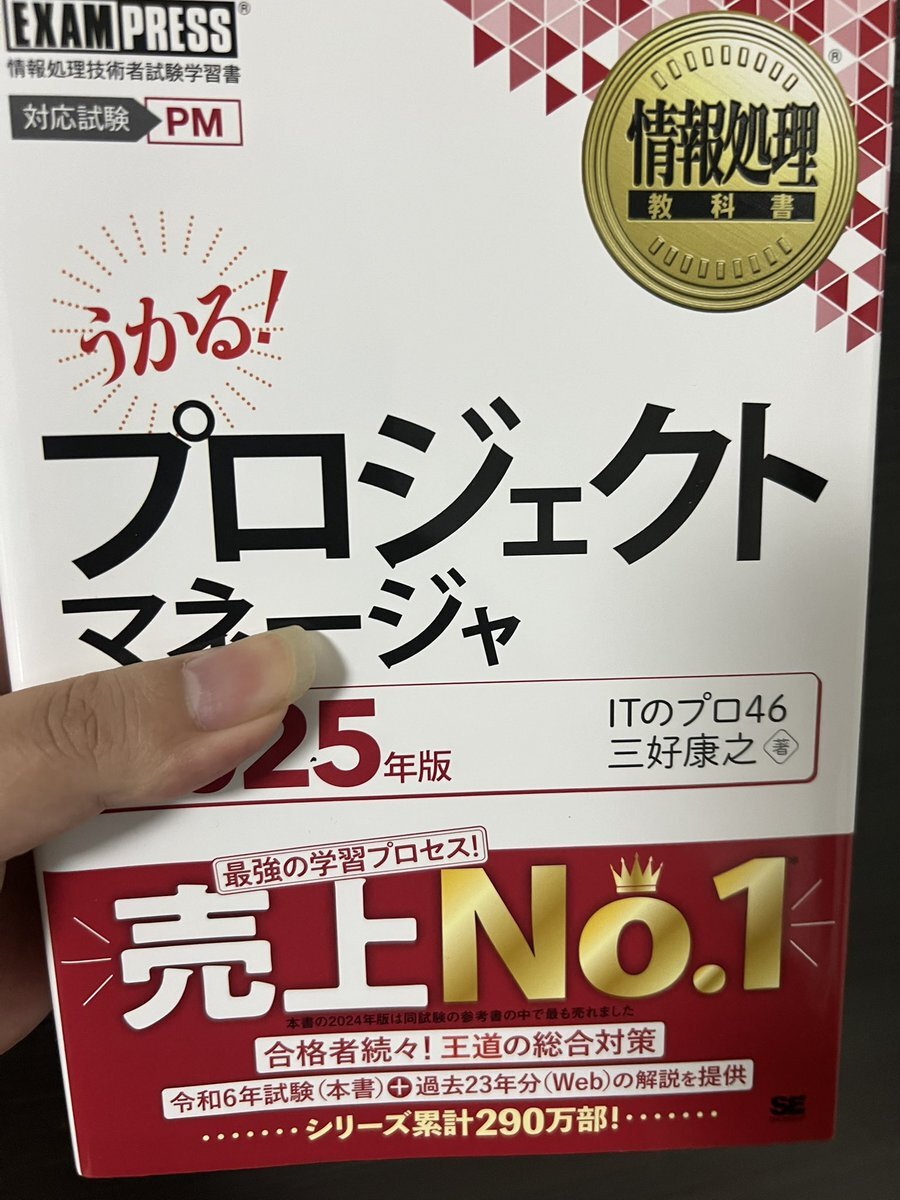 EXAMPRESS®
情報処理技術者試験学習書
対応試験 PM
情報処理®
教科書
うかる!
プロジェクト
マネージャ
2025年版
ITのプロ46
三好康之 著
最強の学習プロセス!
売上No.1*
本書の2024年版は同試験の参考書の中で最も売れました
合格者続々!王道の総合対策
令和6年試験(本書)+過去23年分(Web)の解説を提供
シリーズ累計290万部!
SE